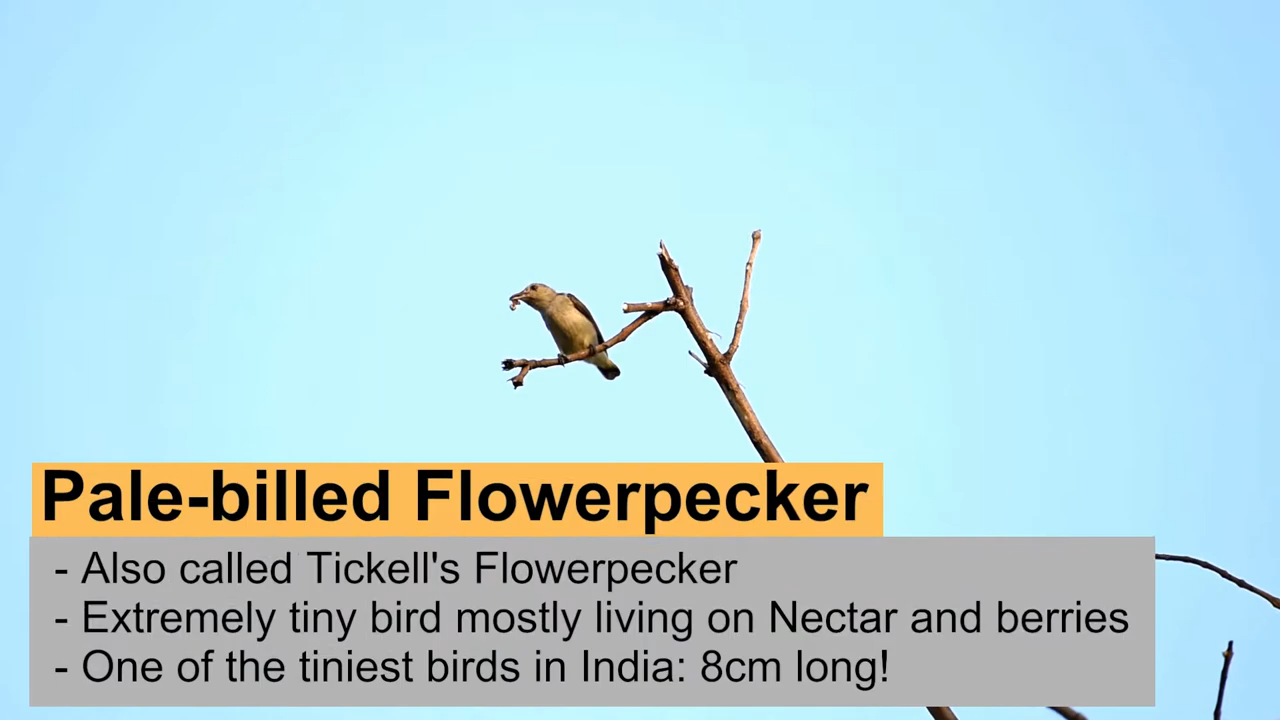 Pale-billed Flowerpecker
- Also called Tickell's Flowerpecker
- Extremely tiny bird mostly living on Nectar and berries
- One of the tiniest birds in India: 8cm long!